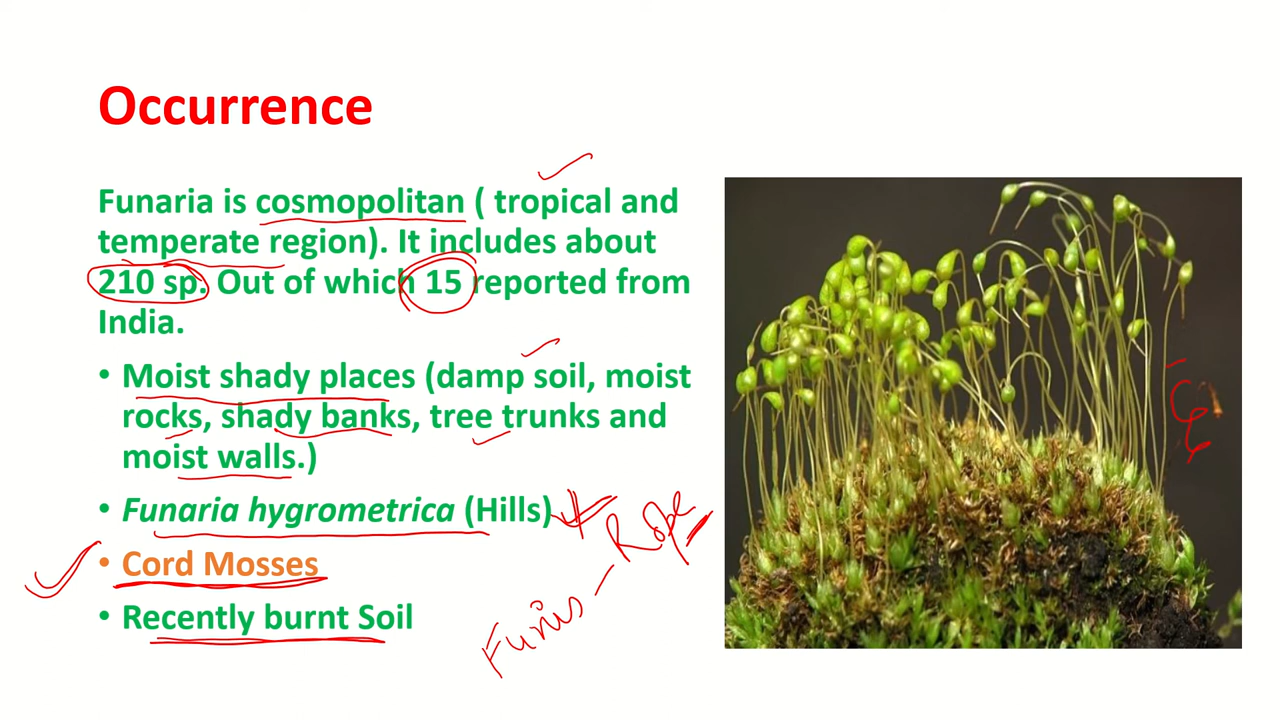 Occurrence
Funaria is cosmopolitan ( tropical and
temperate region). It includes about
210 sp. Out of which 15 reported from
India.
• Moist shady places (damp soil, moist
rocks, shady banks, tree trunks and
moist walls.)
• Funaria hygrometrica (Hills)
• Cord Mosses
• Recently burnt Soil
Funis – Rope